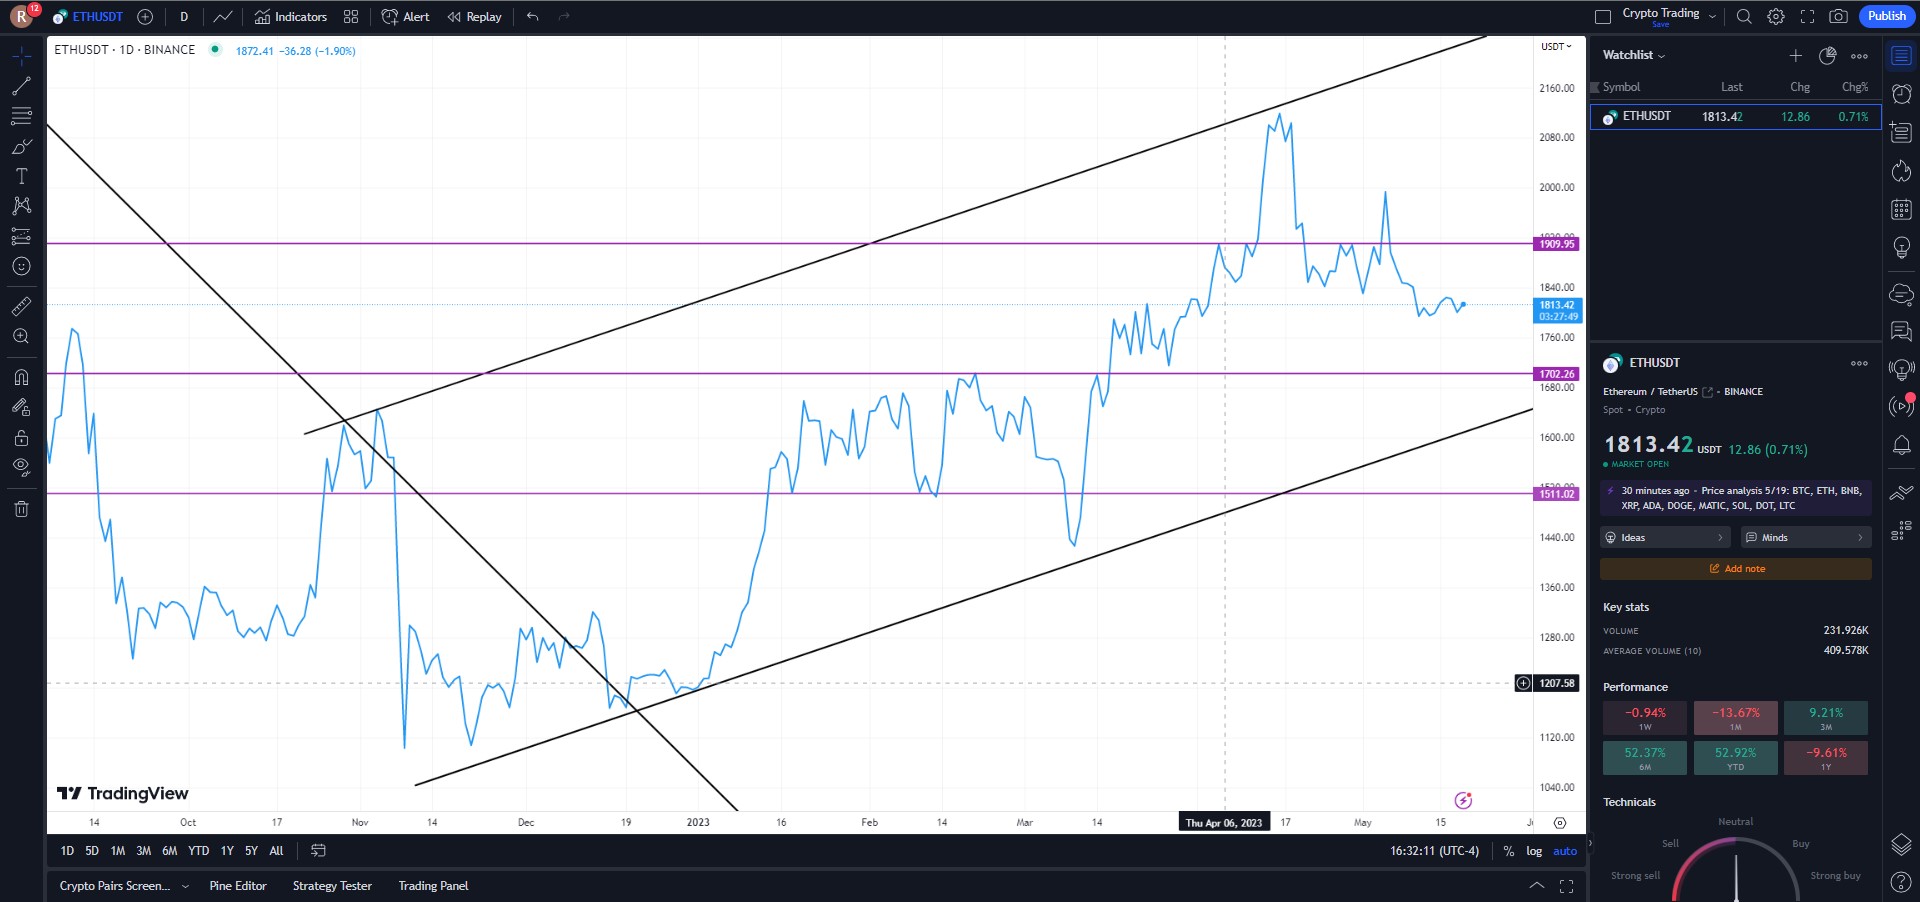 R 12 ETHUSDT D Indicators Alert Replay Crypto Trading Save Publish
ETHUSDT · 1D · BINANCE 1872.41 −36.28 (−1.90%)
USDT
2160.00
2080.00
2000.00
1909.95
1840.00
1813.42
03:27:49
1760.00
1702.26
1680.00
1600.00
1511.02
1440.00
1360.00
1280.00
1207.58
1120.00
1040.00
TradingView
14 Oct 17 Nov 14 Dec 19 2023 16 Feb 14 Mar 14 Thu Apr 06, 2023 17 May 15
1D 5D 1M 3M 6M YTD 1Y 5Y All 16:32:11 (UTC-4) % log auto
Crypto Pairs Screen... Pine Editor Strategy Tester Trading Panel
Watchlist
Symbol Last Chg Chg%
ETHUSDT 1813.42 12.86 0.71%
ETHUSDT
Ethereum / TetherUS • BINANCE
Spot • Crypto
1813.42 USDT 12.86 (0.71%)
MARKET OPEN
30 minutes ago • Price analysis 5/19: BTC, ETH, BNB,
XRP, ADA, DOGE, MATIC, SOL, DOT, LTC
Ideas Minds
Add note
Key stats
VOLUME 231.926K
AVERAGE VOLUME (10) 409.578K
Performance
−0.94% −13.67% 9.21%
1W 1M 3M
52.37% 52.92% −9.61%
6M YTD 1Y
Technicals
Neutral
Sell Buy
Strong sell Strong buy